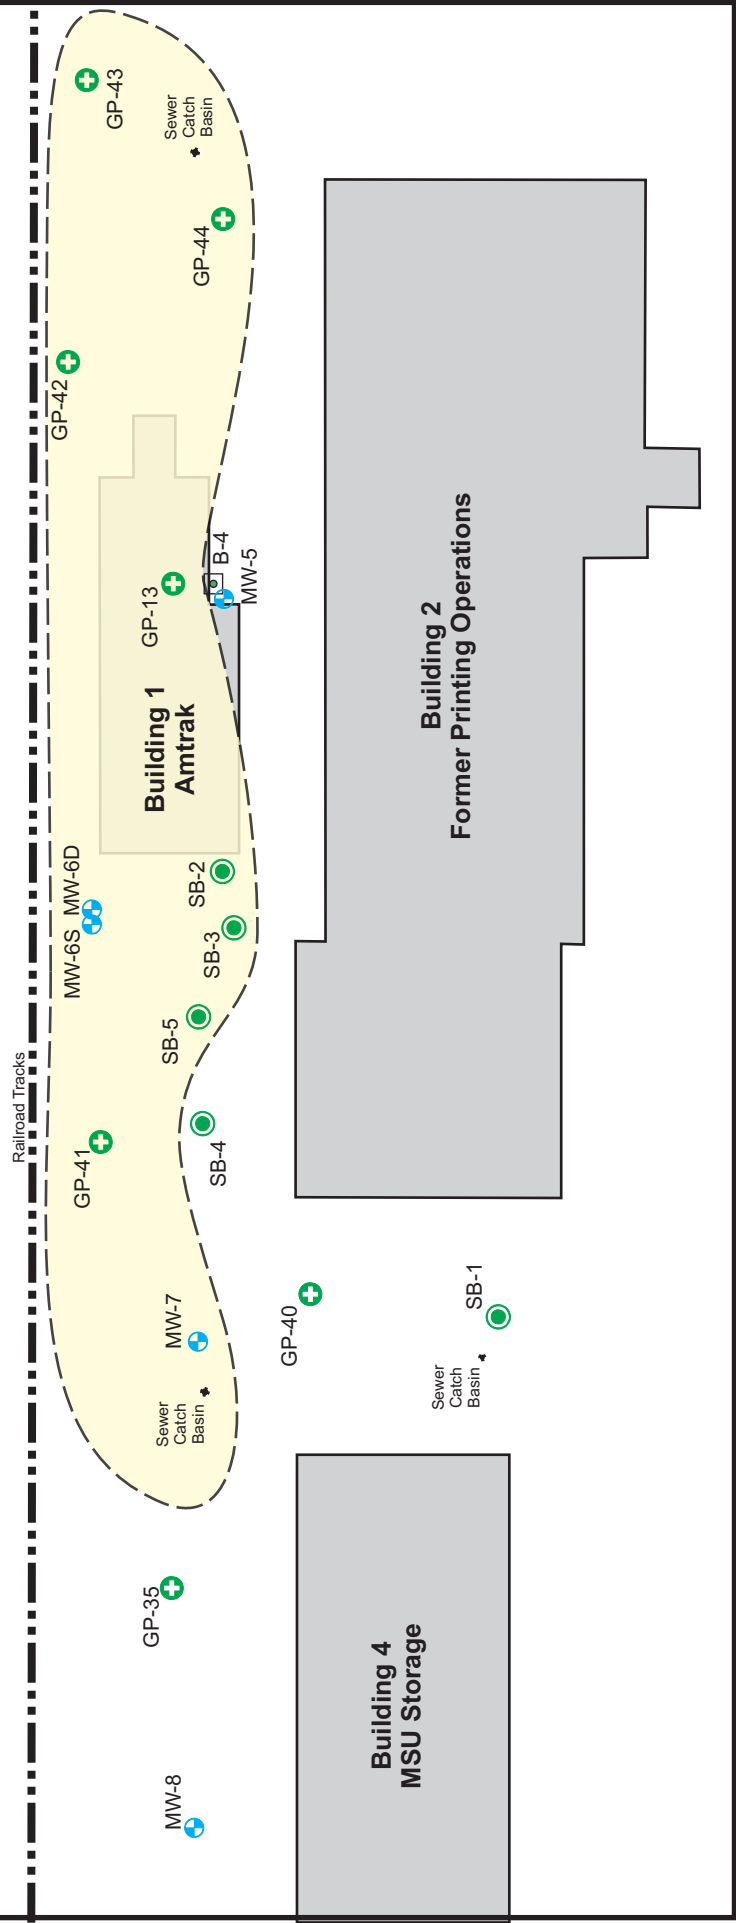 GP-43
Sewer
Catch
Basin
GP-44
GP-42
B-4
MW-5
GP-13
Building 1
Amtrak
Building 2
Former Printing Operations
MW-6D
MW-6S
SB-2
SB-3
SB-5
Railroad Tracks
SB-4
GP-41
MW-7
GP-40
SB-1
Sewer
Catch
Basin
Sewer
Catch
Basin
GP-35
Building 4
MSU Storage
MW-8